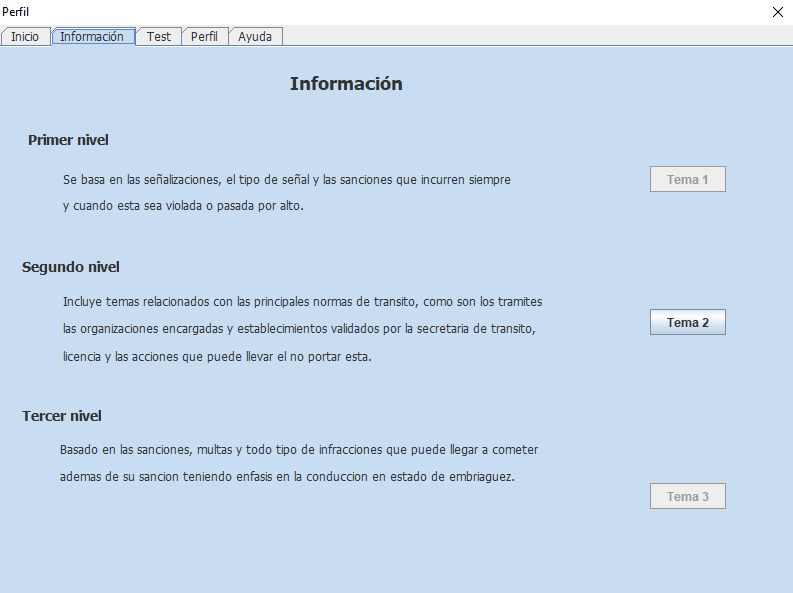 Perfil
Inicio Información Test Perfil Ayuda
Información
Primer nivel
Se basa en las señalizaciones, el tipo de señal y las sanciones que incurren siempre
y cuando esta sea violada o pasada por alto.
Tema 1
Segundo nivel
Incluye temas relacionados con las principales normas de transito, como son los tramites
las organizaciones encargadas y establecimientos validados por la secretaria de transito,
licencia y las acciones que puede llevar el no portar esta.
Tema 2
Tercer nivel
Basado en las sanciones, multas y todo tipo de infracciones que puede llegar a cometer
ademas de su sancion teniendo enfasis en la conduccion en estado de embriaguez.
Tema 3